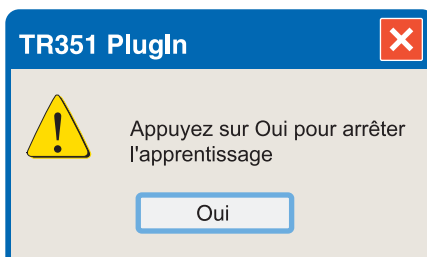 TR351 PlugIn
Appuyez sur Oui pour arrêter
l'apprentissage
Oui